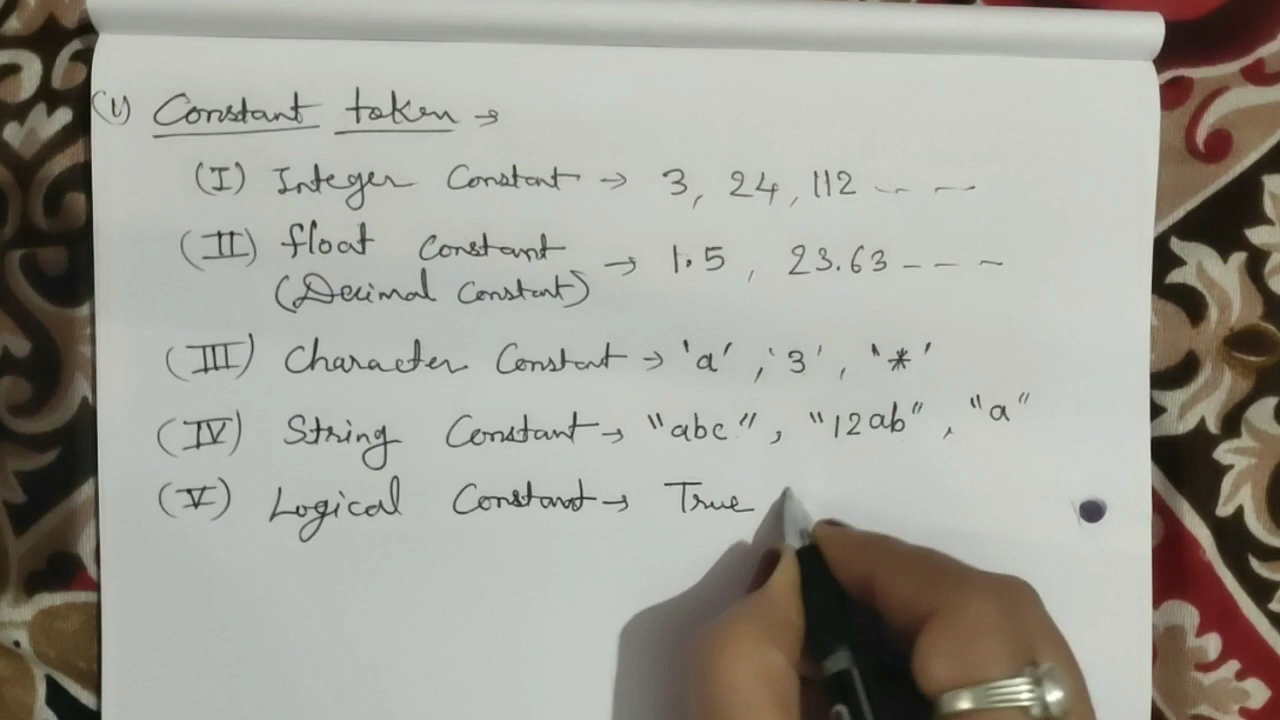 (1) Constant token →
(I) Integer Constant → 3, 24, 112 - - -
(II) float Constant → 1.5, 23.63 - - -
(Decimal Constant)
(III) Character Constant → 'a', '3', '*'
(IV) String Constant → "abc", "12ab", "a"
(V) Logical Constant → True